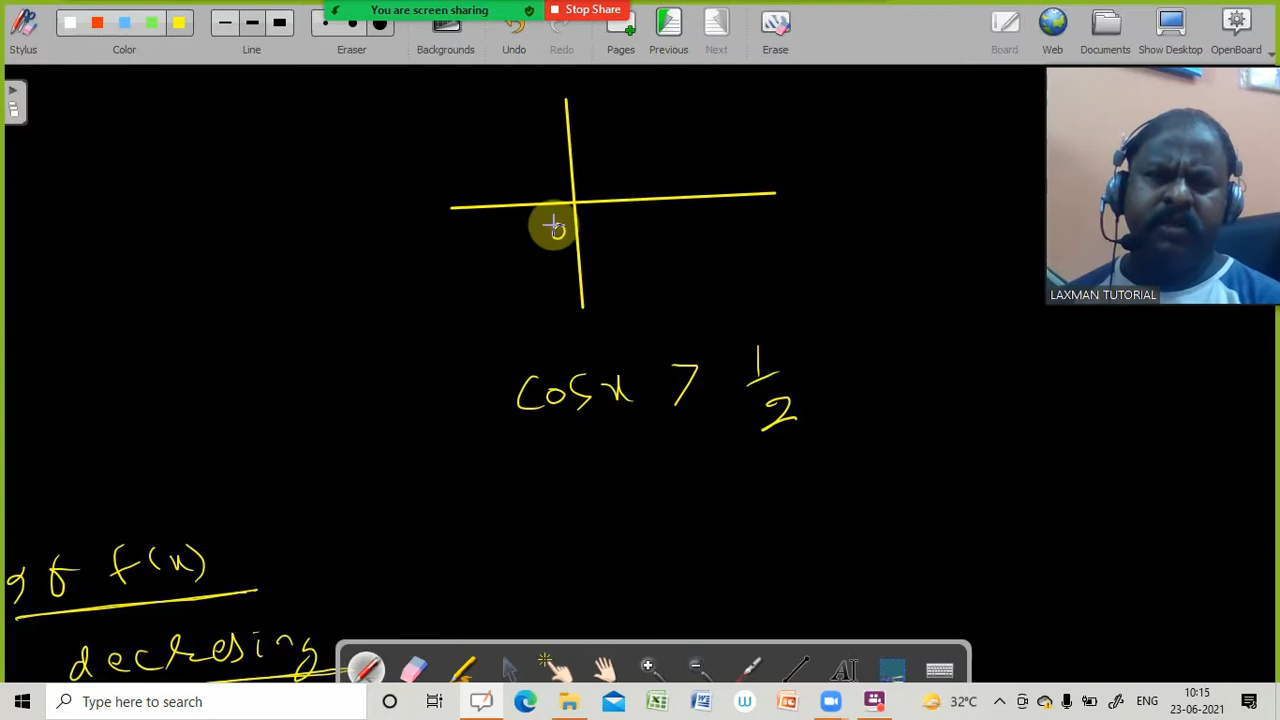 You are screen sharing Stop Share
Stylus Color Line Eraser Backgrounds Undo Redo Pages Previous Next Erase Board Web Documents Show Desktop OpenBoard
LAXMAN TUTORIAL
0
cosx > 1/2
of f(x)
decresing
Type here to search
W
32°C
ENG
10:15
23-06-2021